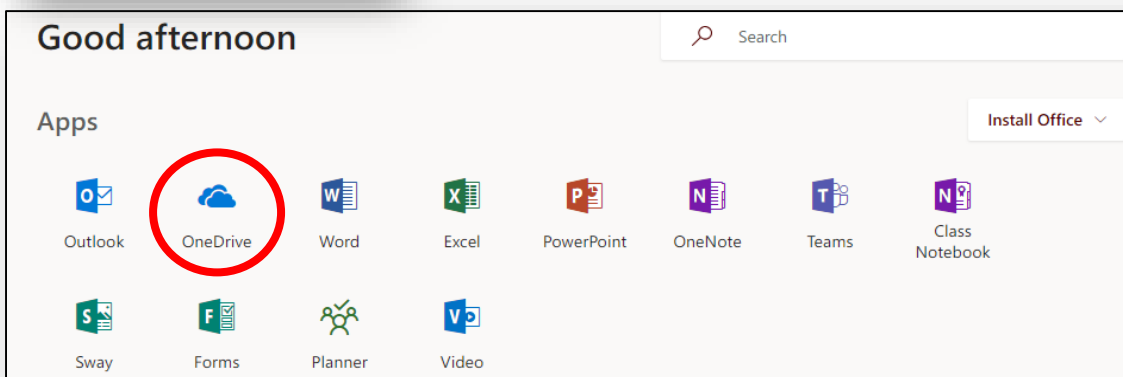 Good afternoon
Search
Apps
Install Office
Outlook OneDrive Word Excel PowerPoint OneNote Teams Class Notebook
Sway Forms Planner Video